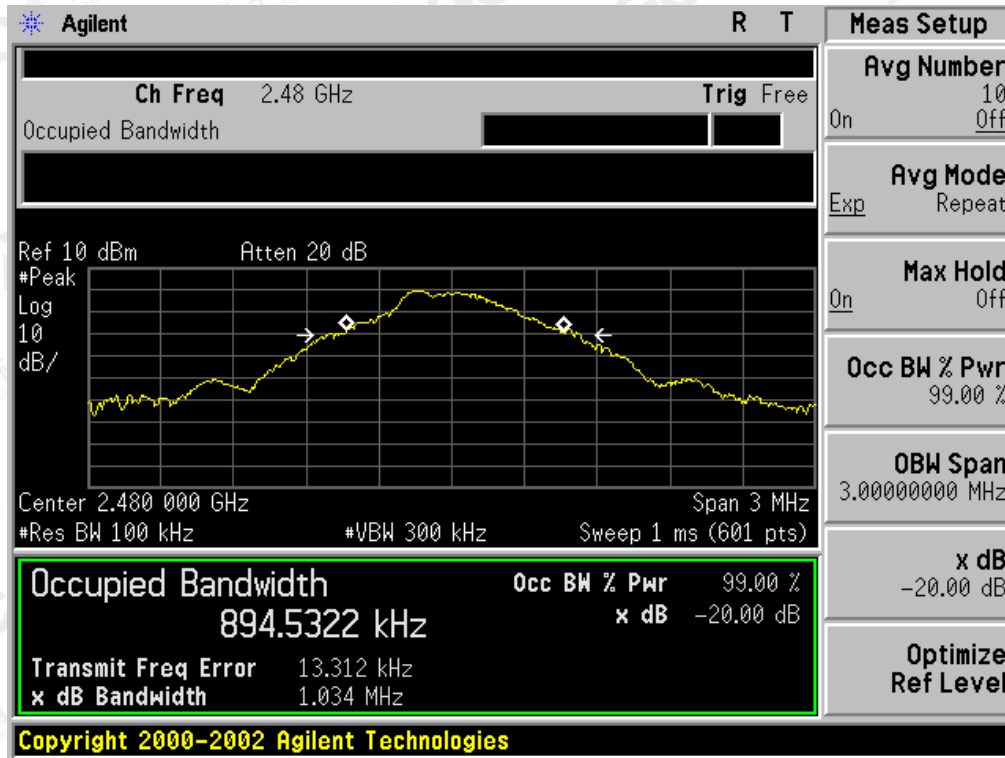 Agilent R T
Ch Freq 2.48 GHz Trig Free
Occupied Bandwidth
Ref 10 dBm Atten 20 dB
#Peak
Log
10
dB/
Center 2.480 000 GHz Span 3 MHz
#Res BW 100 kHz #VBW 300 kHz Sweep 1 ms (601 pts)
Occupied Bandwidth
894.5322 kHz
Occ BW % Pwr 99.00 %
x dB -20.00 dB
Transmit Freq Error 13.312 kHz
x dB Bandwidth 1.034 MHz
Copyright 2000-2002 Agilent Technologies
Meas Setup
Avg Number
10
On Off
Avg Mode
Exp Repeat
Max Hold
On Off
Occ BW % Pwr
99.00 %
OBW Span
3.00000000 MHz
x dB
-20.00 dB
Optimize
Ref Level